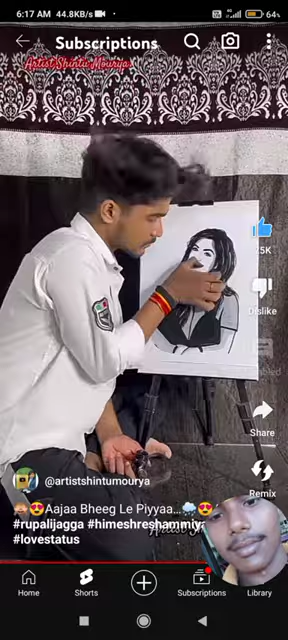 6:17 AM 44.8KB/s
64%
Subscriptions
Artist Shintu Mourya
Dislike
Share
Remix
@artistshintumourya
🙈😍Aajaa Bheeg Le Piyyaa...🌧️😍
#rupalijagga #himeshreshammiya
#lovestatus
Home
Shorts
Subscriptions
Library